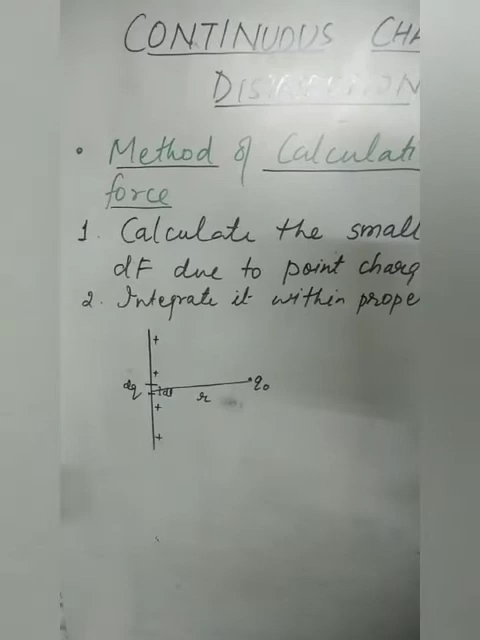 CONTINUOUS CHA
DISTRIBUTION
• Method of Calculati
force
1. Calculate the small
dF due to point charg
2. Integrate it within prope
+
+
dq
+
+
r
q₀